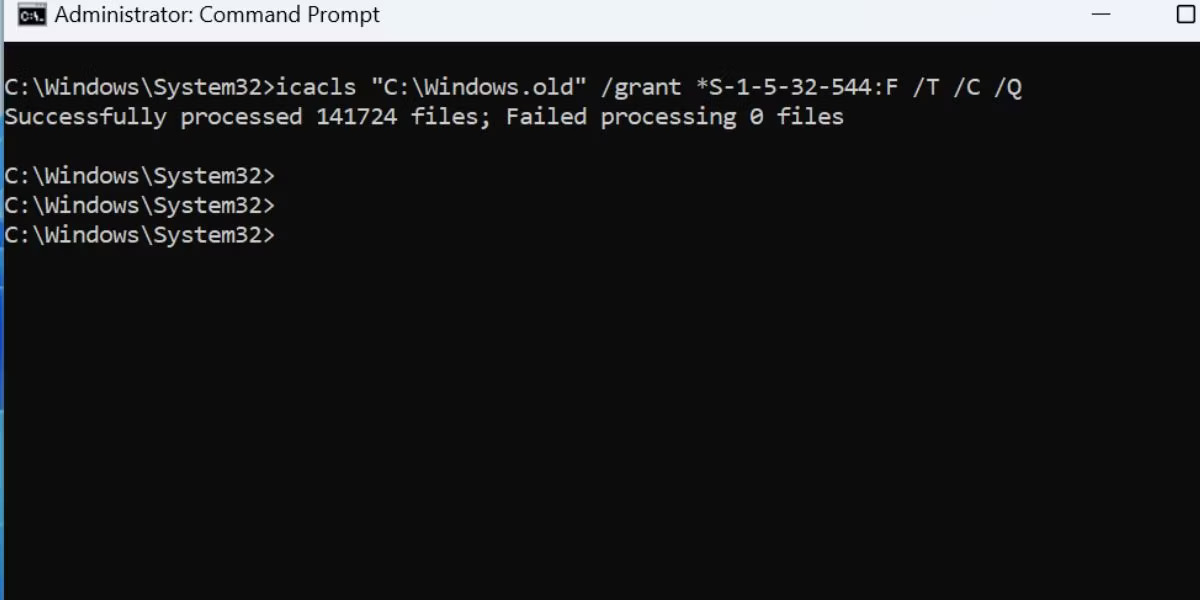 Administrator: Command Prompt
C:\Windows\System32>icacls "C:\Windows.old" /grant *S-1-5-32-544:F /T /C /Q
Successfully processed 141724 files; Failed processing 0 files
C:\Windows\System32>
C:\Windows\System32>
C:\Windows\System32>